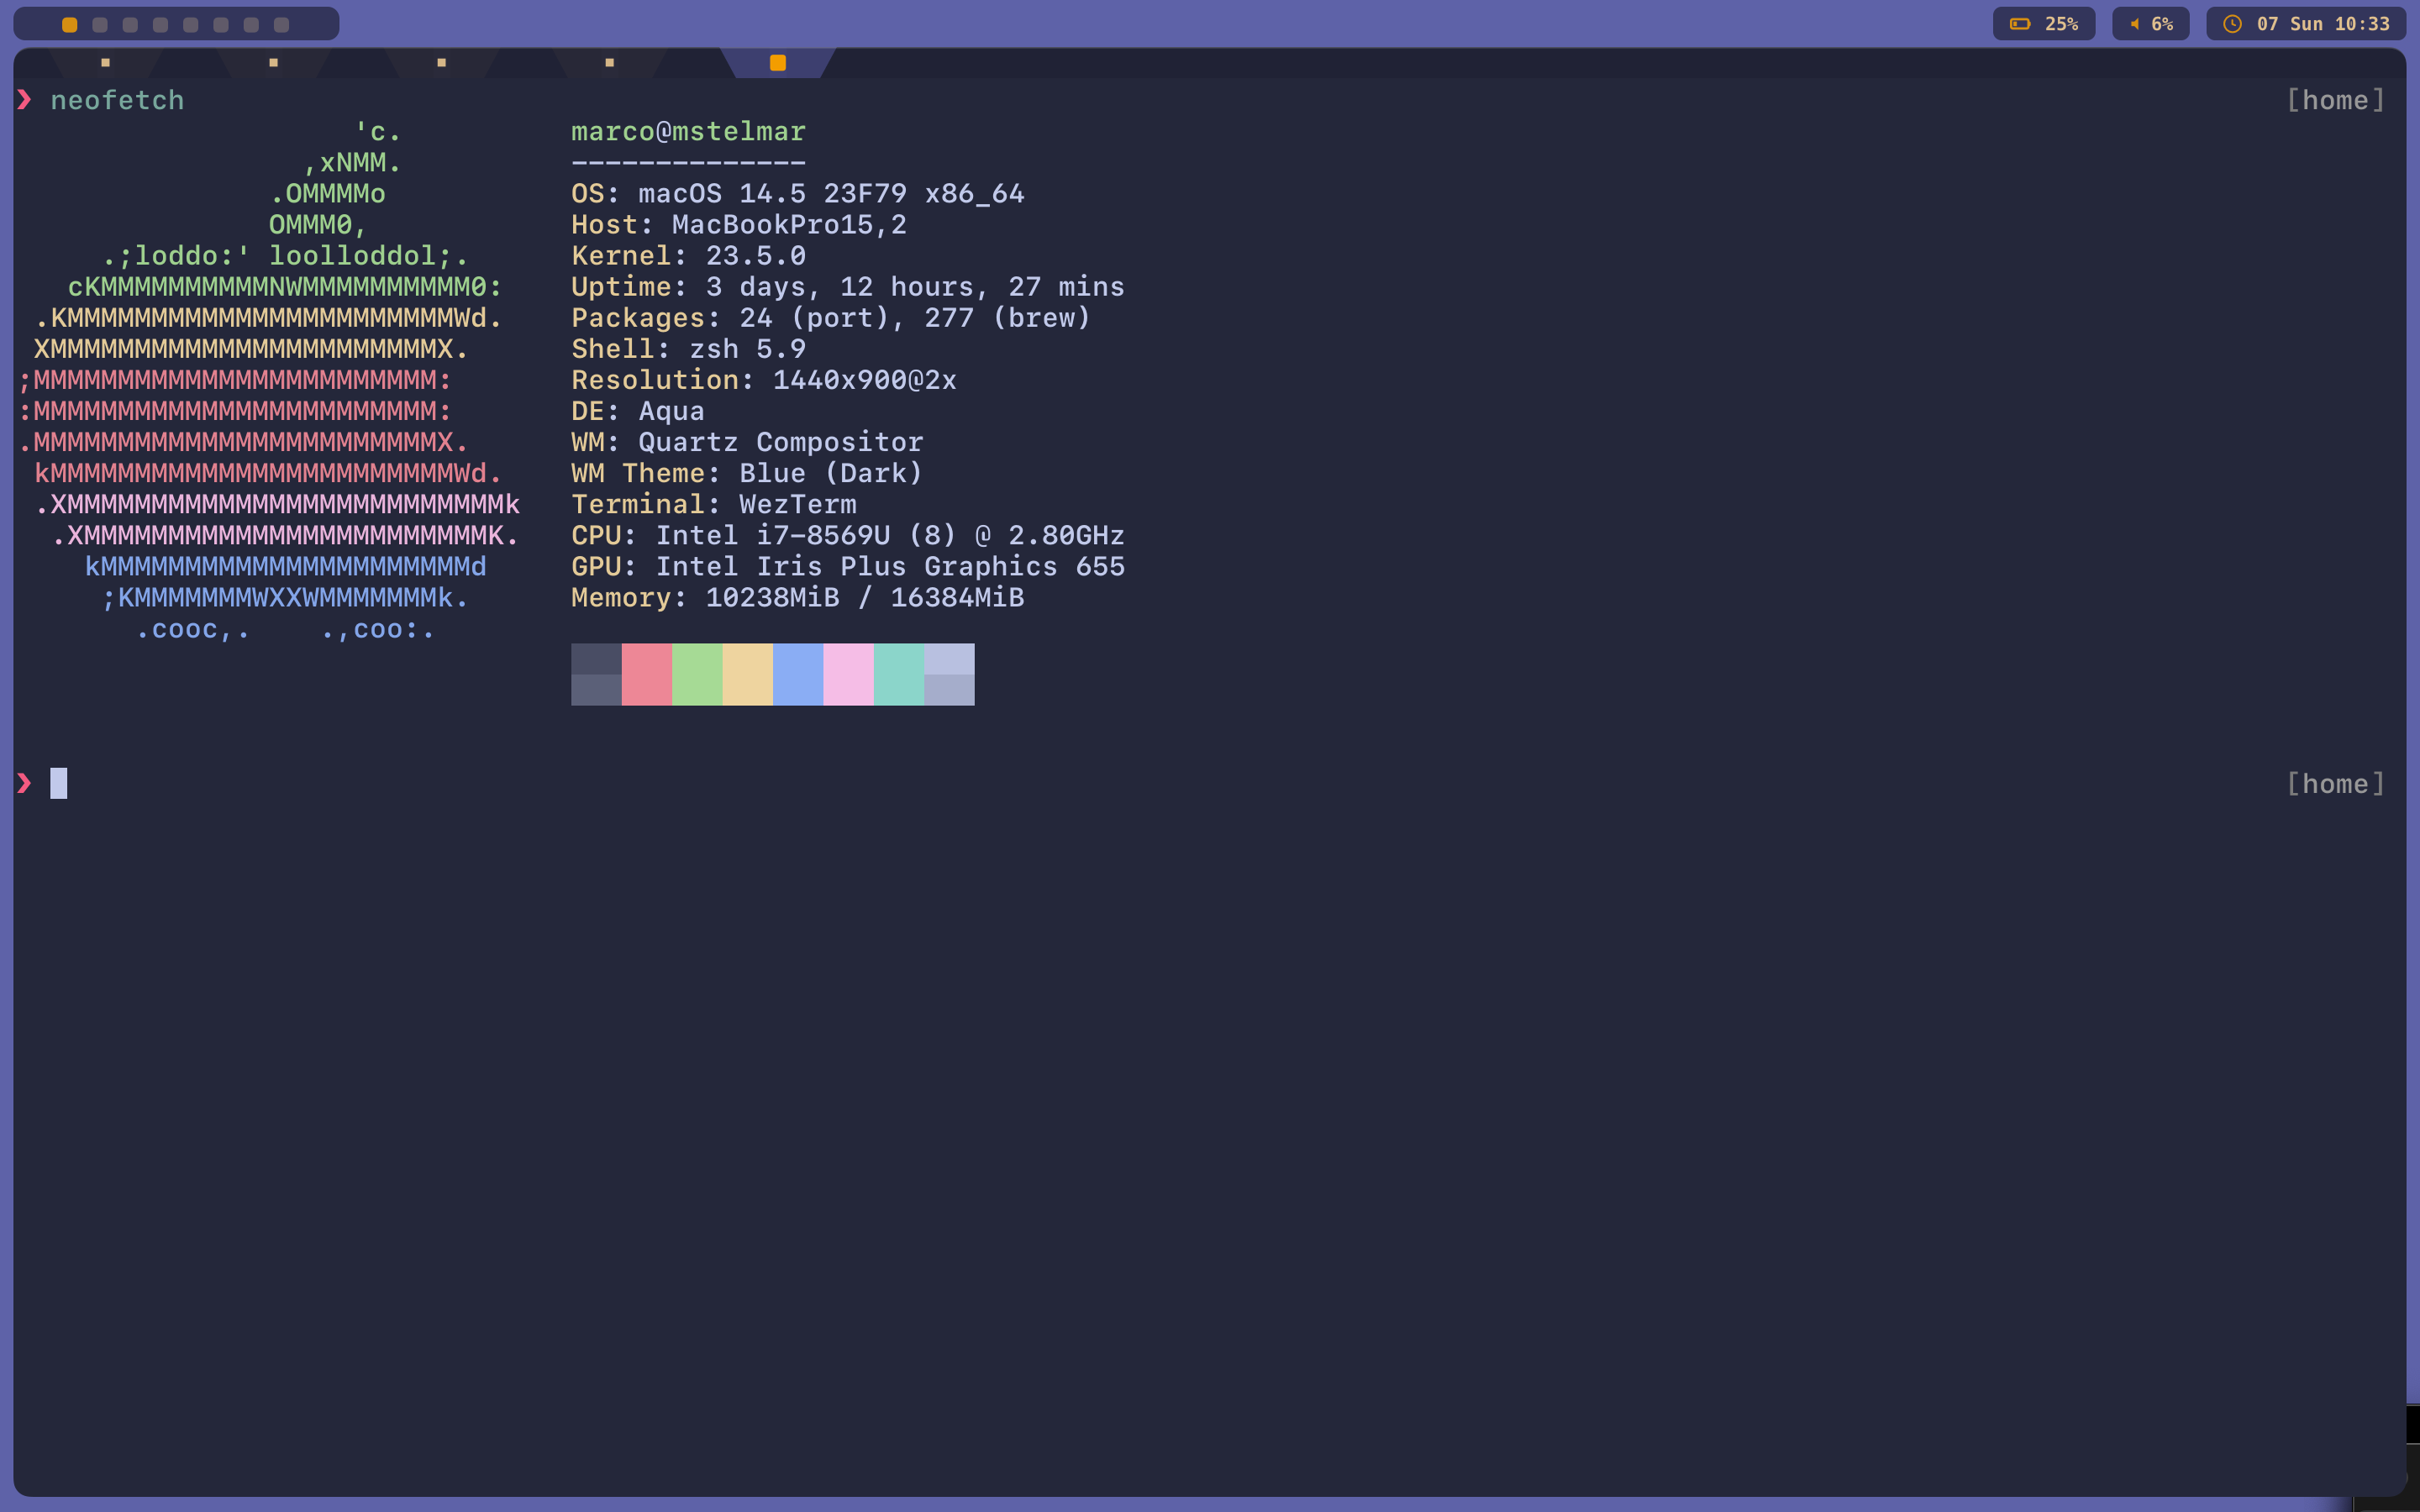 25% 6% 07 Sun 10:33
❯ neofetch [home]
'c. marco@mstelmar
,xNMM. --------------
.OMMMMo OS: macOS 14.5 23F79 x86_64
OMMM0, Host: MacBookPro15,2
.;loddo:' loolloddol;. Kernel: 23.5.0
cKMMMMMMMMMMNWMMMMMMMMMM0: Uptime: 3 days, 12 hours, 27 mins
.KMMMMMMMMMMMMMMMMMMMMMMMWd. Packages: 24 (port), 277 (brew)
XMMMMMMMMMMMMMMMMMMMMMMMX. Shell: zsh 5.9
;MMMMMMMMMMMMMMMMMMMMMMMM: Resolution: 1440x900@2x
:MMMMMMMMMMMMMMMMMMMMMMMM: DE: Aqua
.MMMMMMMMMMMMMMMMMMMMMMMMX. WM: Quartz Compositor
kMMMMMMMMMMMMMMMMMMMMMMMMWd. WM Theme: Blue (Dark)
.XMMMMMMMMMMMMMMMMMMMMMMMMMMk Terminal: WezTerm
.XMMMMMMMMMMMMMMMMMMMMMMMMK. CPU: Intel i7-8569U (8) @ 2.80GHz
kMMMMMMMMMMMMMMMMMMMMMMd GPU: Intel Iris Plus Graphics 655
;KMMMMMMMWXXWMMMMMMMk. Memory: 10238MiB / 16384MiB
.cooc,. .,coo:.
❯ [home]